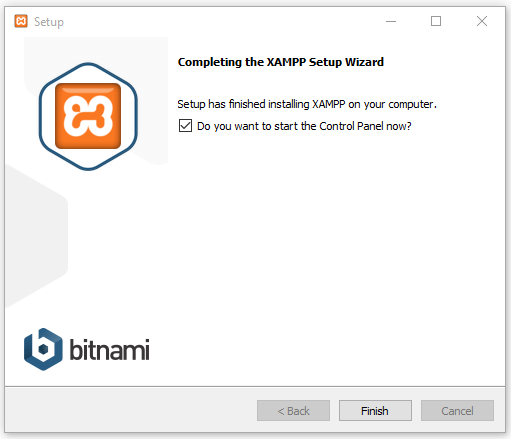 Setup
Completing the XAMPP Setup Wizard
Setup has finished installing XAMPP on your computer.
Do you want to start the Control Panel now?
bitnami
< Back
Finish
Cancel